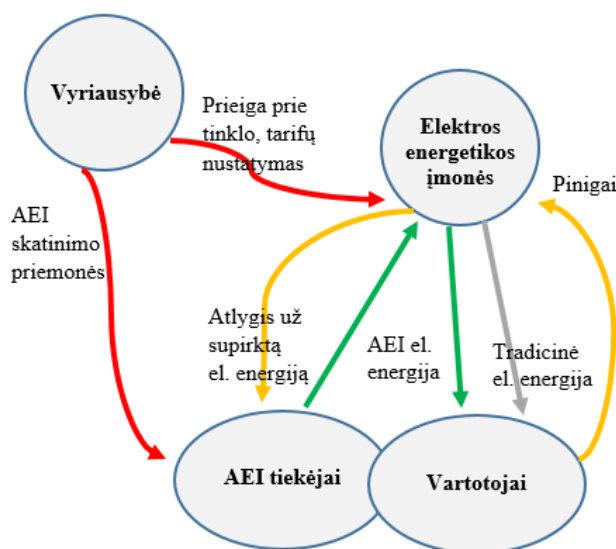 Vyriausybė
Prieiga prie
tinklo, tarifų
nustatymas
Elektros
energetikos
įmonės
Pinigai
AEI
skatinimo
priemonės
Atlygis už
supirktą
el. energiją
AEI el.
energija
Tradicinė
el. energija
AEI tiekėjai
Vartotojai